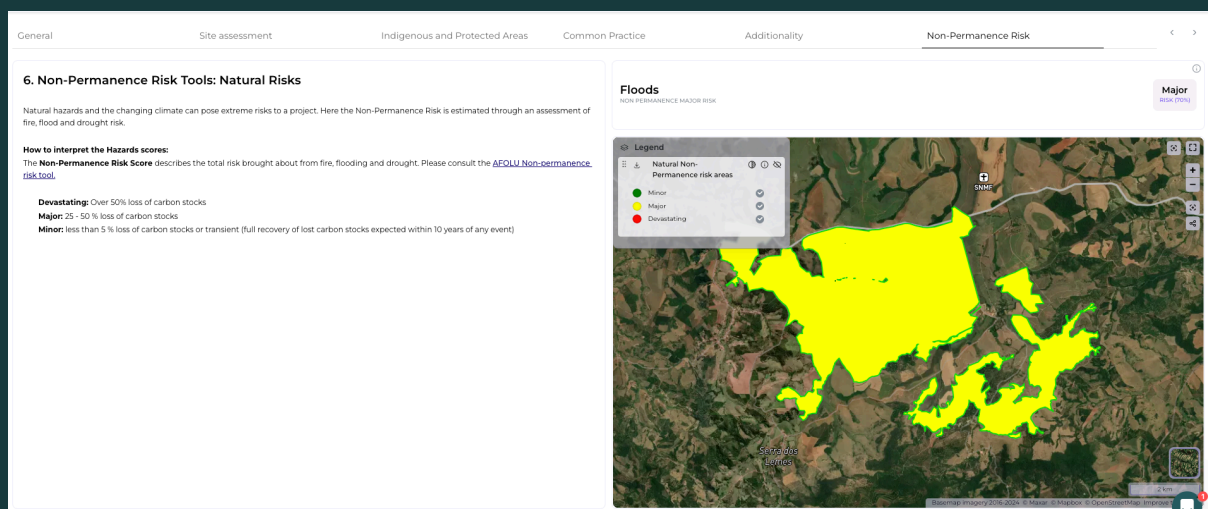 General
Site assessment
Indigenous and Protected Areas
Common Practice
Additionality
Non-Permanence Risk
6. Non-Permanence Risk Tools: Natural Risks
Natural hazards and the changing climate can pose extreme risks to a project. Here the Non-Permanence Risk is estimated through an assessment of
fire, flood and drought risk.
How to interpret the Hazards scores:
The Non-Permanence Risk Score describes the total risk brought about from fire, flooding and drought. Please consult the AFOLU Non-permanence
risk tool.
Devastating: Over 50% loss of carbon stocks
Major: 25 - 50 % loss of carbon stocks
Minor: less than 5 % loss of carbon stocks or transient (full recovery of lost carbon stocks expected within 10 years of any event)
Floods
NON PERMANENCE MAJOR RISK
Major
RISK (70%)
Legend
Natural Non-
Permanence risk areas
Minor
Major
Devastating
SNMF
Serra dos
Lemes
2 km
Basemap Imagery 2016-2024 © Maxar © Mapbox © OpenStreetMap Improve
1